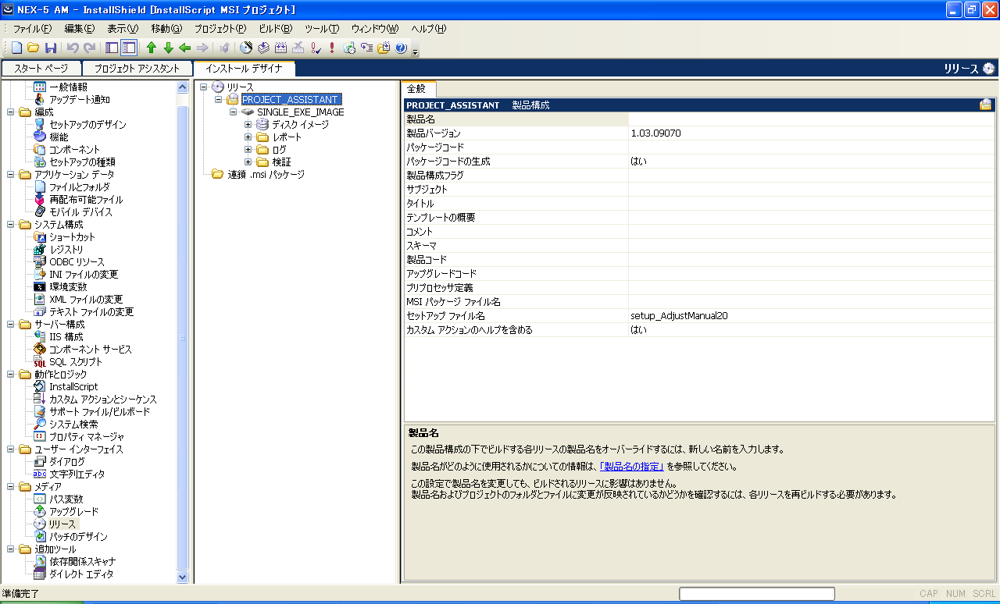 NEX-5 AM - InstallShield [InstallScript MSI プロジェクト]
ファイル(F) 編集(E) 表示(V) 移動(G) プロジェクト(P) ビルド(B) ツール(T) ウィンドウ(W) ヘルプ(H)
スタート ページ プロジェクト アシスタント インストール デザイナ リリース
一般情報
アップデート通知
編成
セットアップのデザイン
機能
コンポーネント
セットアップの種類
アプリケーション データ
ファイルとフォルダ
再配布可能ファイル
モバイル デバイス
システム構成
ショートカット
レジストリ
ODBC リソース
INI ファイルの変更
環境変数
XML ファイルの変更
テキスト ファイルの変更
サーバー構成
IIS 構成
コンポーネント サービス
SQL スクリプト
動作とロジック
InstallScript
カスタム アクションとシーケンス
サポート ファイル/ビルボード
システム検索
プロパティ マネージャ
ユーザー インターフェイス
ダイアログ
文字列エディタ
メディア
パス変数
アップグレード
リリース
パッチのデザイン
追加ツール
依存関係スキャナ
ダイレクト エディタ
リリース
PROJECT_ASSISTANT
SINGLE_EXE_IMAGE
ディスク イメージ
レポート
ログ
検証
連鎖 .msi パッケージ
全般
PROJECT_ASSISTANT 製品構成
製品名
製品バージョン 1.03.09070
パッケージコード
パッケージコードの生成 はい
製品構成フラグ
サブジェクト
タイトル
テンプレートの概要
コメント
スキーマ
製品コード
アップグレードコード
プリプロセッサ定義
MSI パッケージ ファイル名
セットアップ ファイル名 setup_AdjustManual20
カスタム アクションのヘルプを含める はい
製品名
この製品構成の下でビルドする各リリースの製品名をオーバーライドするには、新しい名前を入力します。
製品名がどのように使用されるかについての情報は、「製品名の指定」 を参照してください。
この設定で製品名を変更しても、ビルドされるリリースに影響はありません。
製品名およびプロジェクトのフォルダとファイルに変更が反映されているかどうかを確認するには、各リリースを再ビルドする必要があります。
準備完了 CAP NUM SCRL